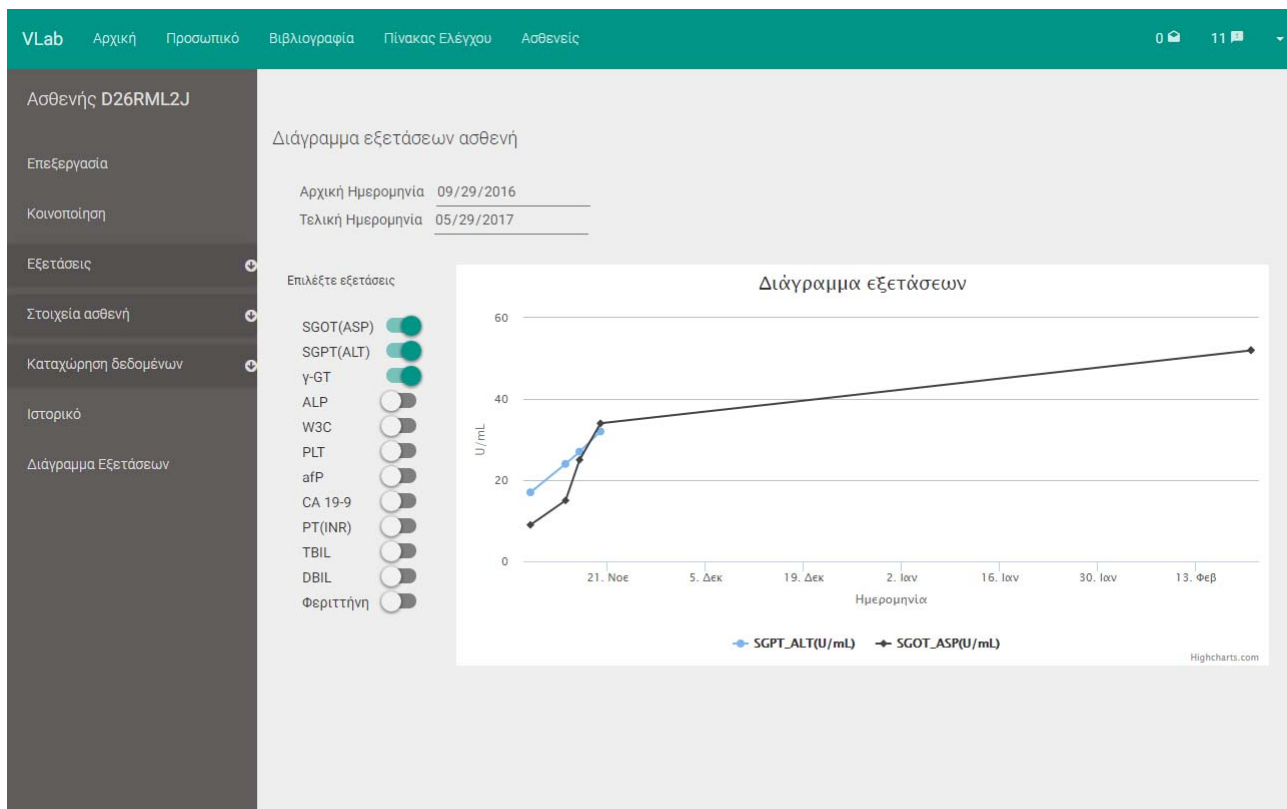 VLab Αρχική Προσωπικό Βιβλιογραφία Πίνακας Ελέγχου Ασθενείς 0 11
Ασθενής D26RML2J
Επεξεργασία
Κοινοποίηση
Εξετάσεις
Στοιχεία ασθενή
Καταχώρηση δεδομένων
Ιστορικό
Διάγραμμα Εξετάσεων
Διάγραμμα εξετάσεων ασθενή
Αρχική Ημερομηνία 09/29/2016
Τελική Ημερομηνία 05/29/2017
Επιλέξτε εξετάσεις
SGOT(ASP)
SGPT(ALT)
γ-GT
ALP
W3C
PLT
afP
CA 19-9
PT(INR)
TBIL
DBIL
Φεριττήνη
Διάγραμμα εξετάσεων
60
40
20
0
U/mL
21. Νοε 5. Δεκ 19. Δεκ 2. Ιαν 16. Ιαν 30. Ιαν 13. Φεβ
Ημερομηνία
SGPT_ALT(U/mL) SGOT_ASP(U/mL)
Highcharts.com